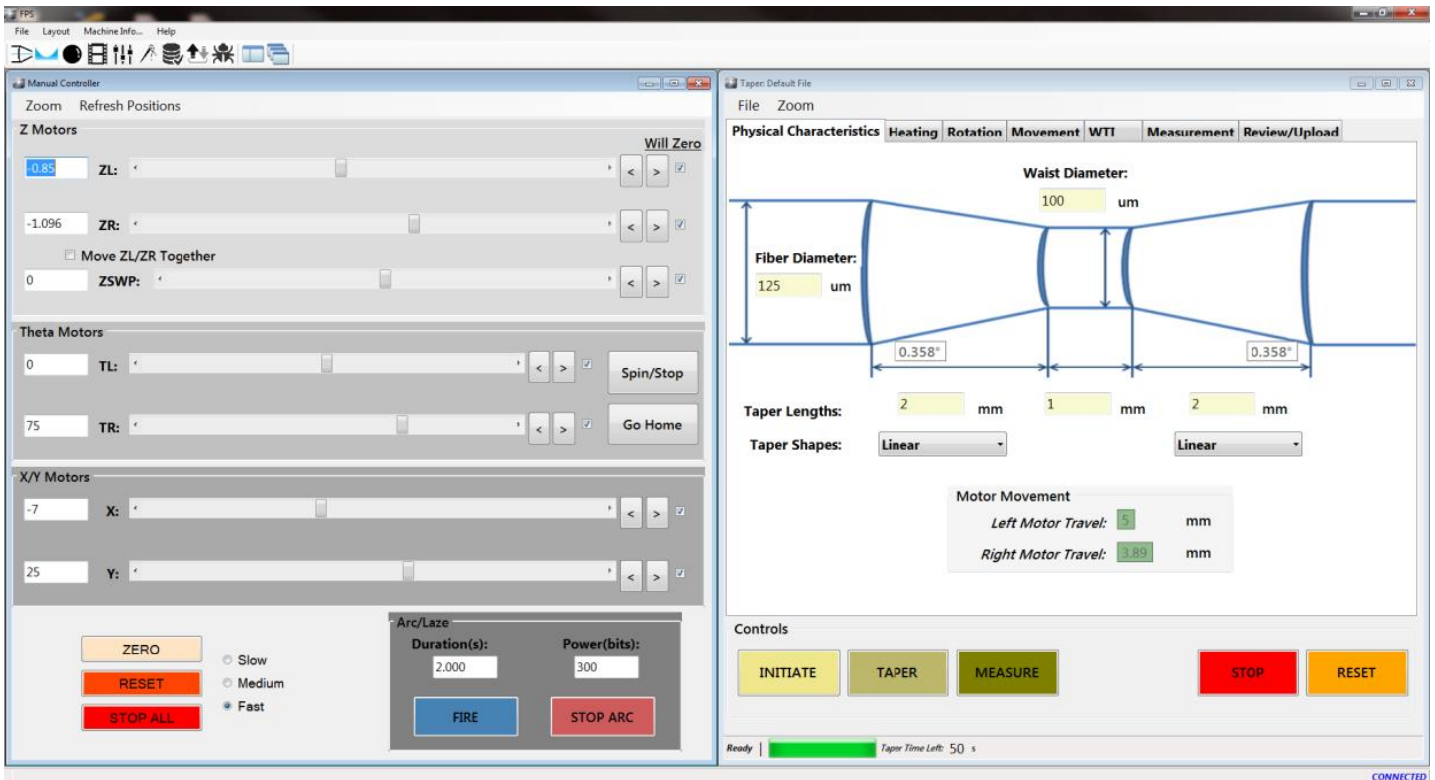 FPS
File Layout Machine Info... Help
Manual Controller
Zoom Refresh Positions
Z Motors
Will Zero
-0.85 ZL: < >
-1.096 ZR: < >
Move ZL/ZR Together
0 ZSWP: < >
Theta Motors
0 TL: < >
Spin/Stop
75 TR: < >
Go Home
X/Y Motors
-7 X: < >
25 Y: < >
ZERO
RESET
STOP ALL
Slow
Medium
Fast
Arc/Laze
Duration(s): Power(bits):
2.000 300
FIRE STOP ARC
Taper: Default File
File Zoom
Physical Characteristics Heating Rotation Movement WTI Measurement Review/Upload
Waist Diameter:
100 um
Fiber Diameter:
125 um
0.358° 0.358°
Taper Lengths: 2 mm 1 mm 2 mm
Taper Shapes: Linear Linear
Motor Movement
Left Motor Travel: 5 mm
Right Motor Travel: 3.89 mm
Controls
INITIATE TAPER MEASURE STOP RESET
Ready | Taper Time Left: 50 s
CONNECTED